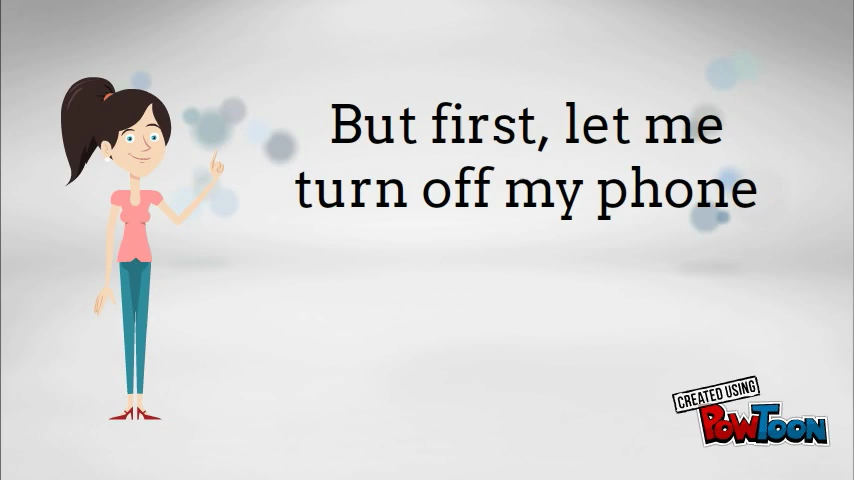 But first, let me
turn off my phone
CREATED USING
POWTOON